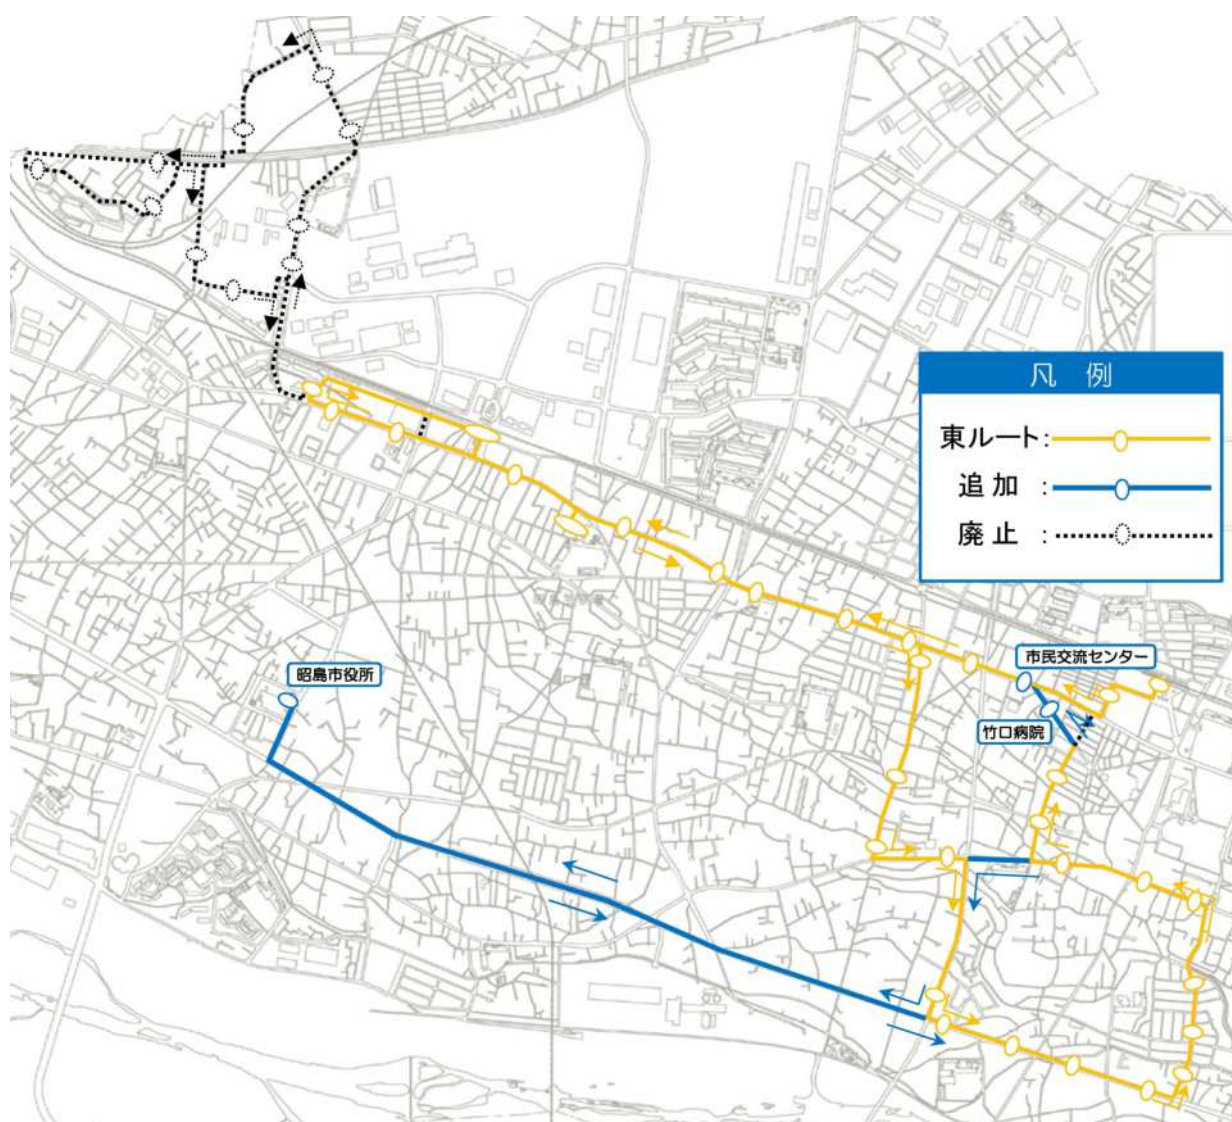 凡 例
東ルート:
追 加 :
廃 止 :
市民交流センター
昭島市役所
竹口病院